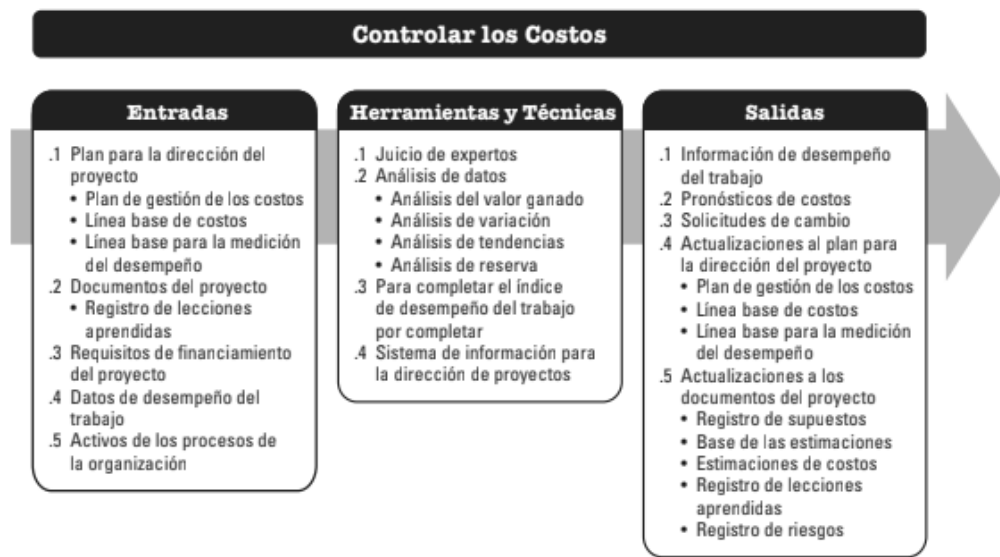 Controlar los Costos
Entradas
.1 Plan para la dirección del
proyecto
• Plan de gestión de los costos
• Línea base de costos
• Línea base para la medición
del desempeño
.2 Documentos del proyecto
• Registro de lecciones
aprendidas
.3 Requisitos de financiamiento
del proyecto
.4 Datos de desempeño del
trabajo
.5 Activos de los procesos de
la organización
Herramientas y Técnicas
.1 Juicio de expertos
.2 Análisis de datos
• Análisis del valor ganado
• Análisis de variación
• Análisis de tendencias
• Análisis de reserva
.3 Para completar el índice
de desempeño del trabajo
por completar
.4 Sistema de información para
la dirección de proyectos
Salidas
.1 Información de desempeño
del trabajo
.2 Pronósticos de costos
.3 Solicitudes de cambio
.4 Actualizaciones al plan para
la dirección del proyecto
• Plan de gestión de los costos
• Línea base de costos
• Línea base para la medición
del desempeño
.5 Actualizaciones a los
documentos del proyecto
• Registro de supuestos
• Base de las estimaciones
• Estimaciones de costos
• Registro de lecciones
aprendidas
• Registro de riesgos